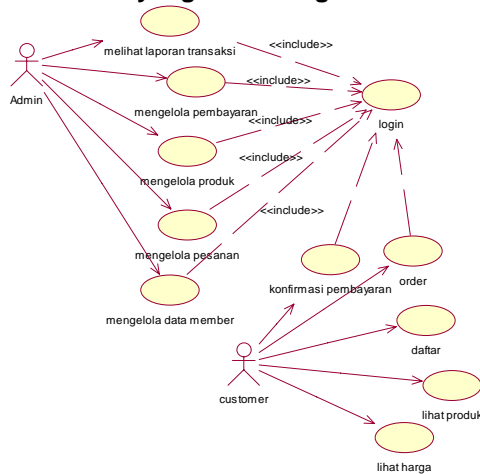 melihat laporan transaksi
<<include>>
Admin
<<include>>
mengelola pembayaran
login
<<include>>
mengelola produk
<<include>>
<<include>>
mengelola pesanan
konfirmasi pembayaran
order
mengelola data member
daftar
customer
lihat produk
lihat harga